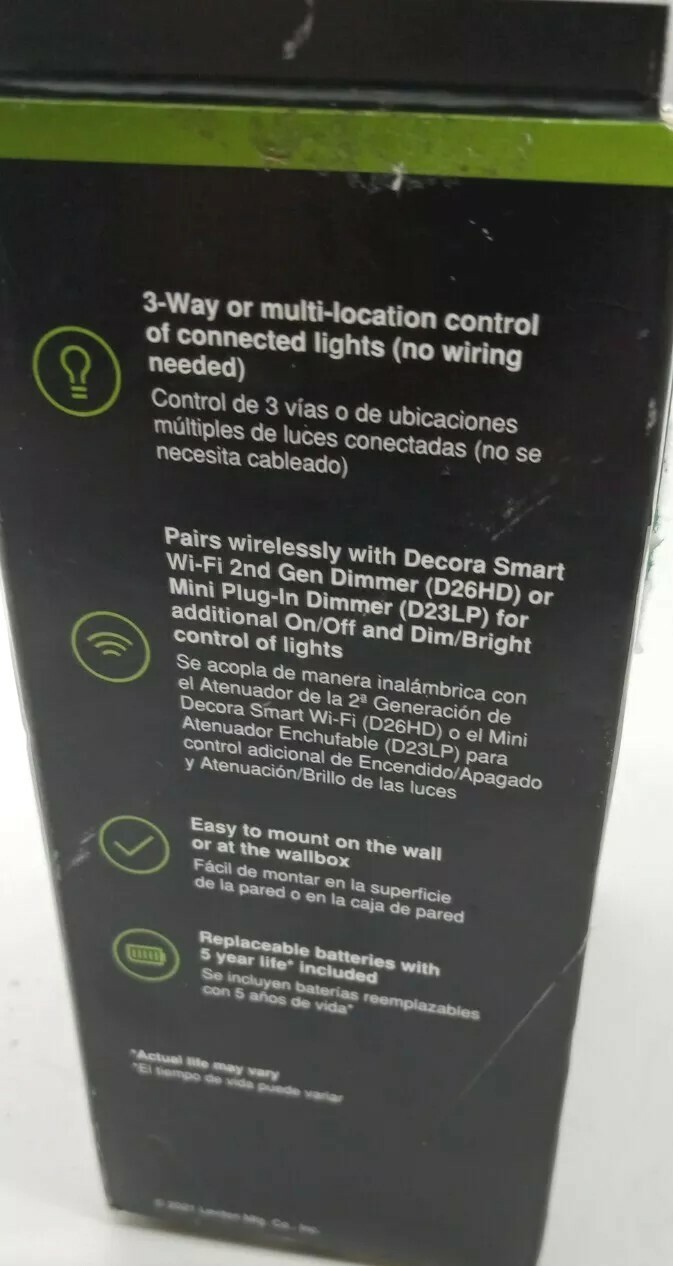 3-Way or multi-location control
of connected lights (no wiring
needed)
Control de 3 vías o de ubicaciones
múltiples de luces conectadas (no se
necesita cableado)
Pairs wirelessly with Decora Smart
Wi-Fi 2nd Gen Dimmer (D26HD) or
Mini Plug-In Dimmer (D23LP) for
additional On/Off and Dim/Bright
control of lights
Se acopla de manera inalámbrica con
el Atenuador de la 2ª Generación de
Decora Smart Wi-Fi (D26HD) o el Mini
Atenuador Enchufable (D23LP) para
control adicional de Encendido/Apagado
y Atenuación/Brillo de las luces
Easy to mount on the wall
or at the wallbox
Fácil de montar en la superficie
de la pared o en la caja de pared
Replaceable batteries with
5 year life* included
Se incluyen baterías reemplazables
con 5 años de vida*
*Actual life may vary
*El tiempo de vida puede variar
© 2021 Leviton Mfg. Co., Inc.